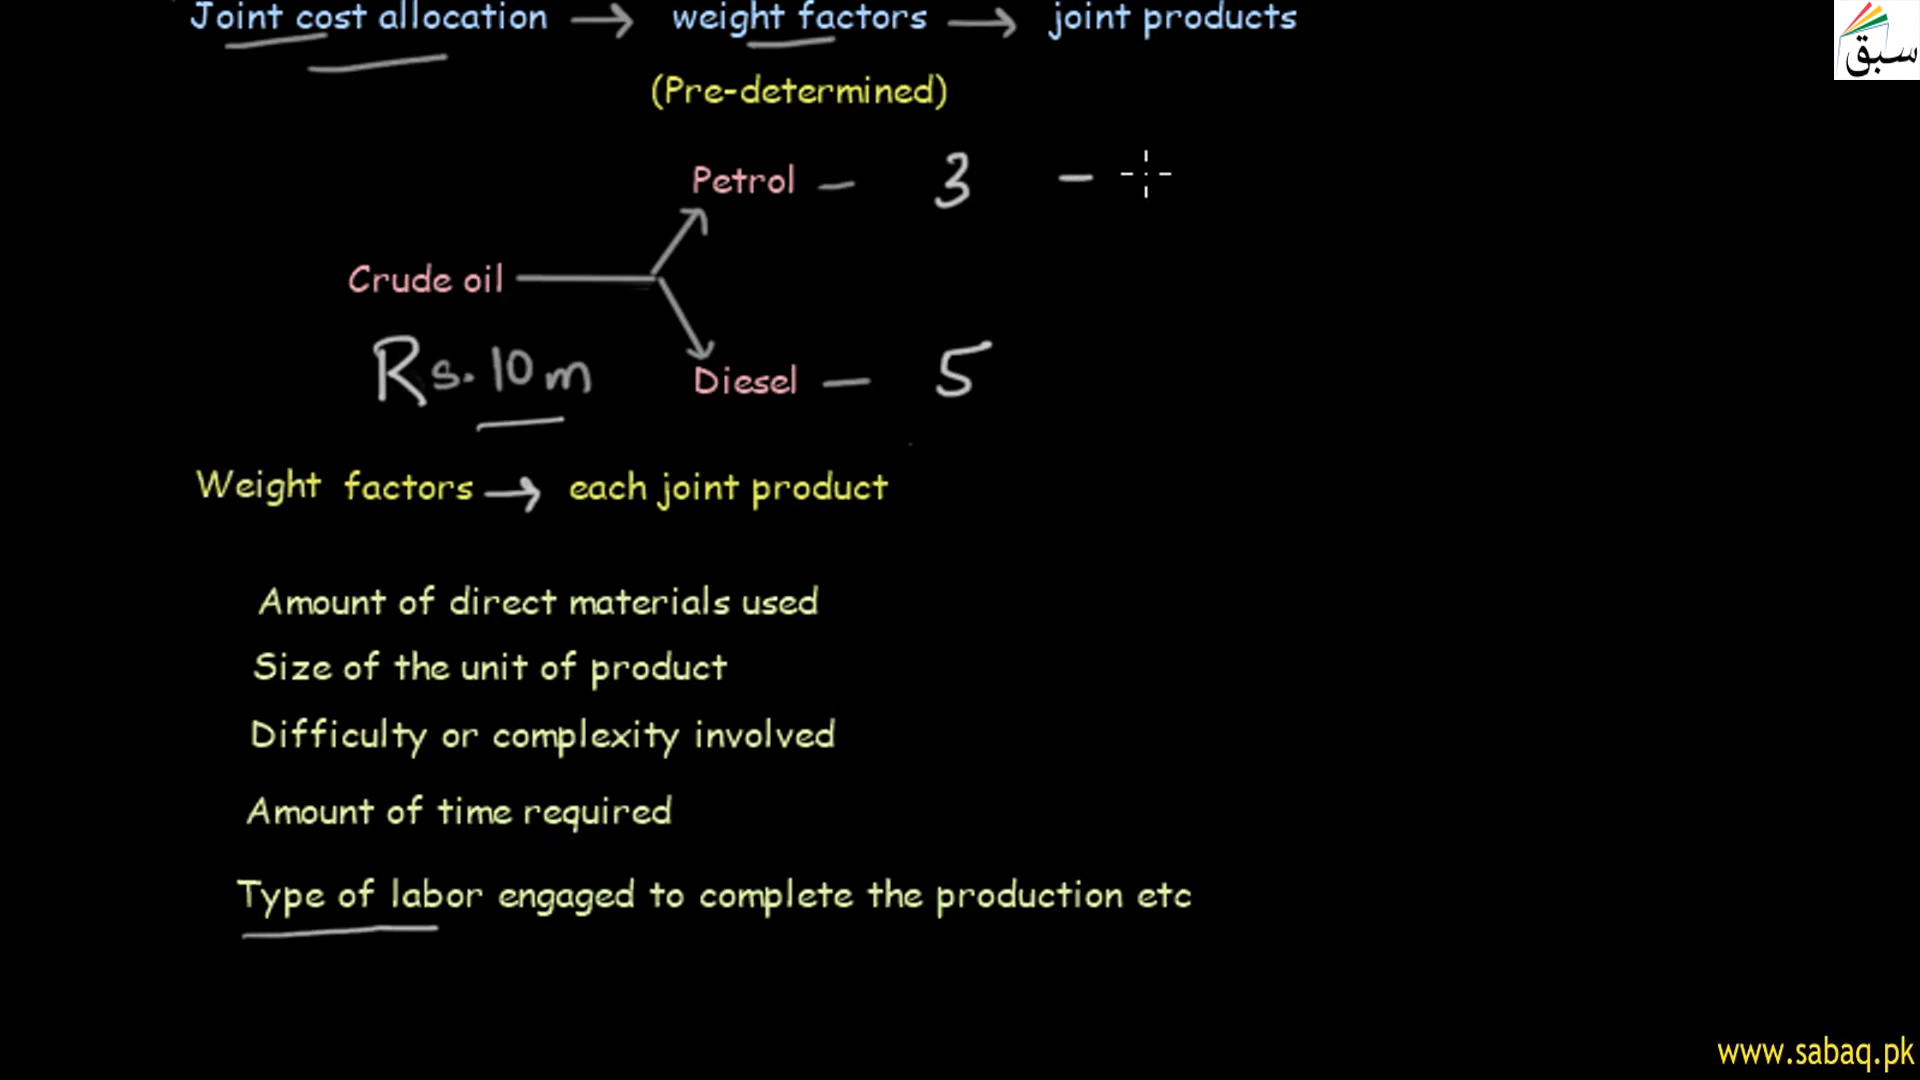 Joint cost allocation → weight factors → joint products
سبق
(Pre-determined)
Petrol — 3 –
Crude oil
Rs. 10 m
Diesel — 5
Weight factors → each joint product
Amount of direct materials used
Size of the unit of product
Difficulty or complexity involved
Amount of time required
Type of labor engaged to complete the production etc
www.sabaq.pk